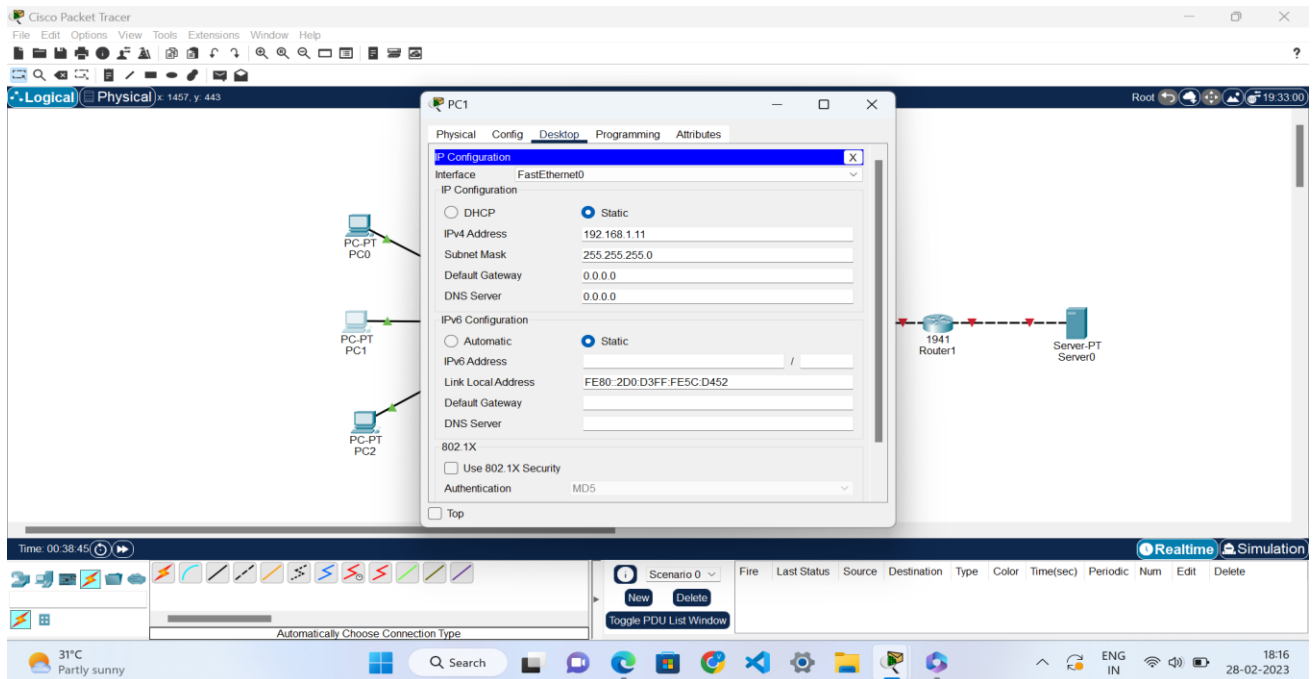 Cisco Packet Tracer
File Edit Options View Tools Extensions Window Help
?
Logical Physical x: 1457, y: 443
Root 19:33:00
PC1
Physical Config Desktop Programming Attributes
IP Configuration X
Interface FastEthernet0
IP Configuration
DHCP Static
IPv4 Address 192.168.1.11
Subnet Mask 255.255.255.0
Default Gateway 0.0.0.0
DNS Server 0.0.0.0
IPv6 Configuration
Automatic Static
IPv6 Address /
Link Local Address FE80::2D0:D3FF:FE5C:D452
Default Gateway
DNS Server
802.1X
Use 802.1X Security
Authentication MD5
Top
PC-PT
PC0
PC-PT
PC1
PC-PT
PC2
1941
Router1
Server-PT
Server0
Time: 00:38:45
Realtime Simulation
Scenario 0
New Delete
Toggle PDU List Window
Fire Last Status Source Destination Type Color Time(sec) Periodic Num Edit Delete
Automatically Choose Connection Type
31°C
Partly sunny
Search
ENG
IN
18:16
28-02-2023